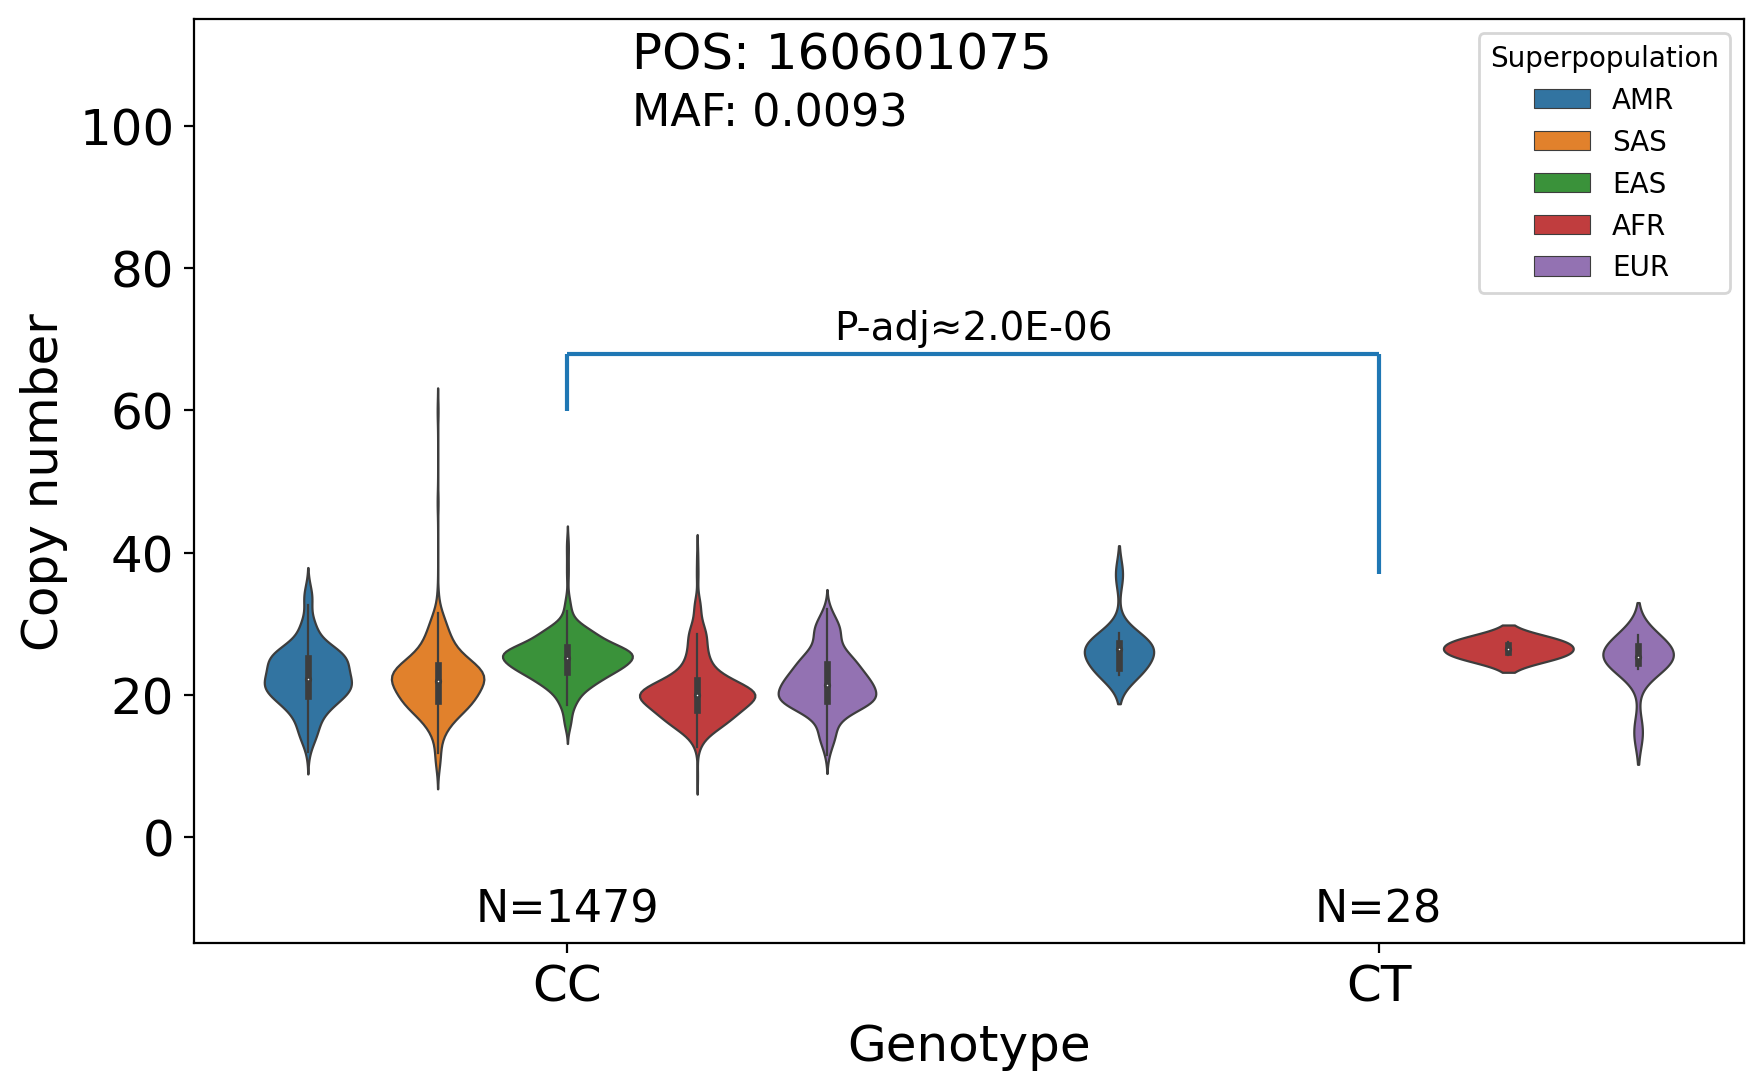 POS: 160601075
MAF: 0.0093
Superpopulation
AMR
SAS
EAS
AFR
EUR
P-adj≈2.0E-06
Copy number
100
80
60
40
20
0
N=1479
N=28
CC
CT
Genotype